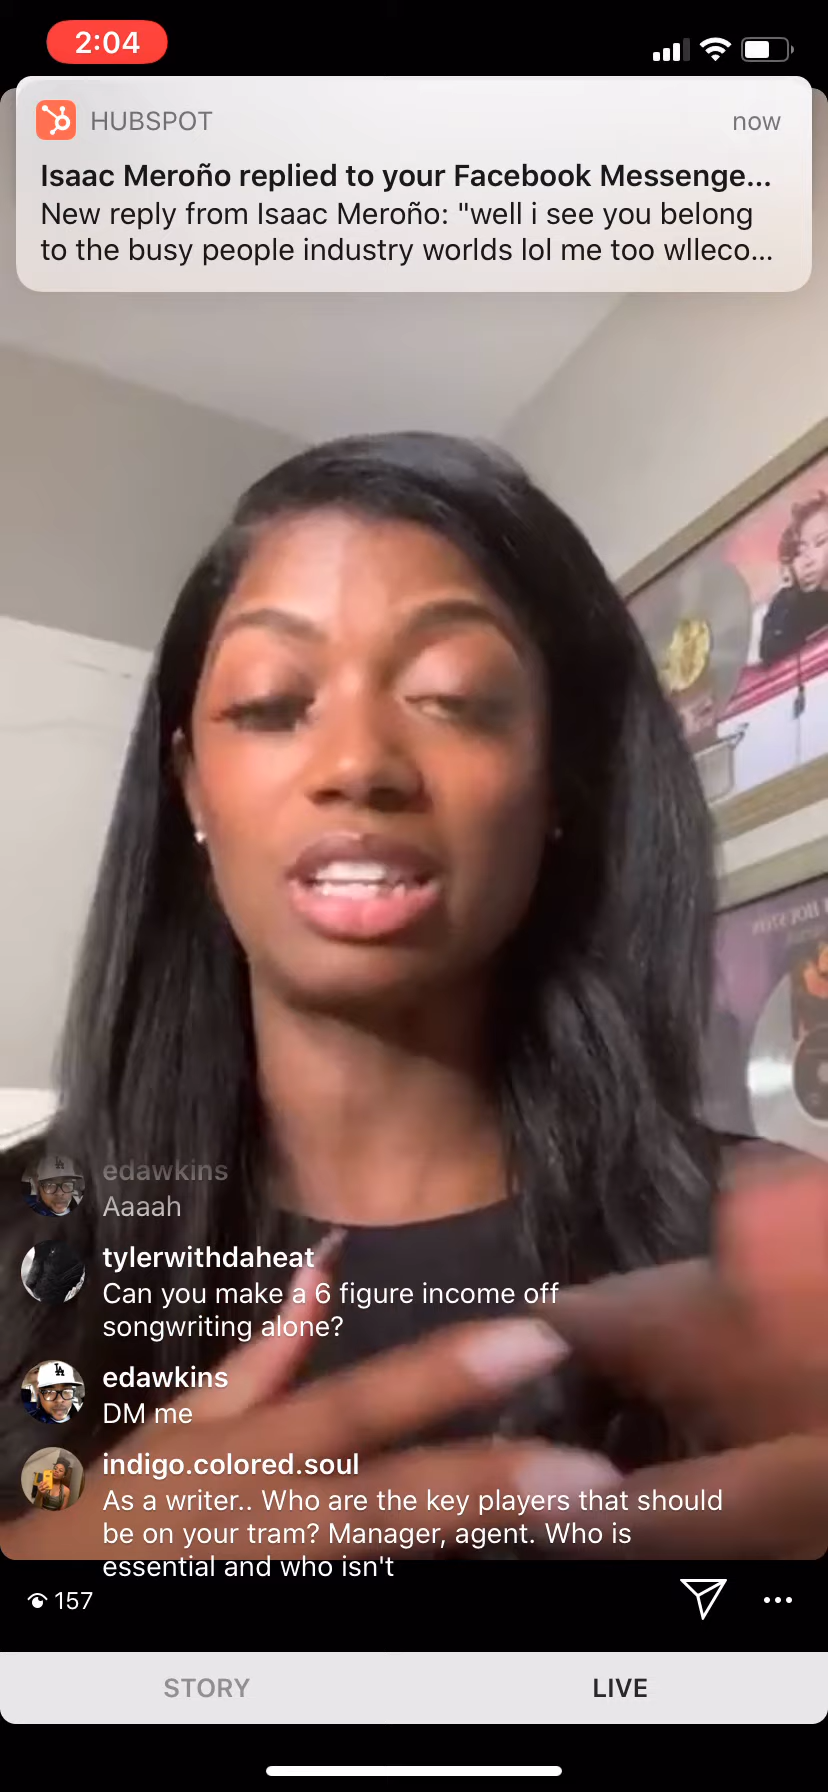 2:04
HUBSPOT
now
Isaac Meroño replied to your Facebook Messenge...
New reply from Isaac Meroño: "well i see you belong
to the busy people industry worlds lol me too wlleco...
edawkins
Aaaah
tylerwithdaheat
Can you make a 6 figure income off
songwriting alone?
edawkins
DM me
indigo.colored.soul
As a writer.. Who are the key players that should
be on your tram? Manager, agent. Who is
essential and who isn't
157
STORY
LIVE